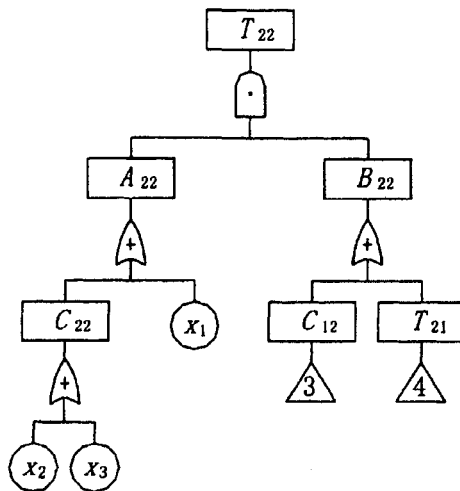 T₂₂
·
A₂₂ B₂₂
+ +
C₂₂ x₁ C₁₂ T₂₁
+ 3 4
x₂ x₃